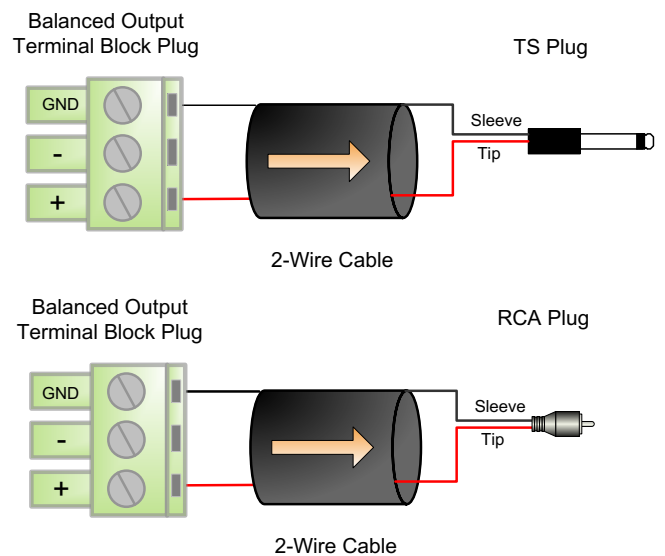 Balanced Output
Terminal Block Plug
TS Plug
GND
-
+
Sleeve
Tip
2-Wire Cable
Balanced Output
Terminal Block Plug
RCA Plug
GND
-
+
Sleeve
Tip
2-Wire Cable